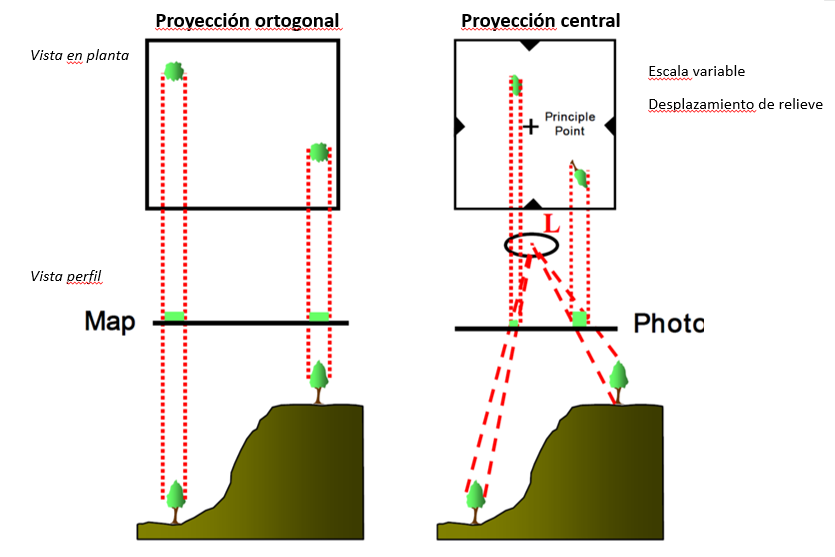 Proyección ortogonal
Proyección central
Vista en planta
Escala variable
Desplazamiento de relieve
Principle
Point
L
Vista perfil
Map
Photo